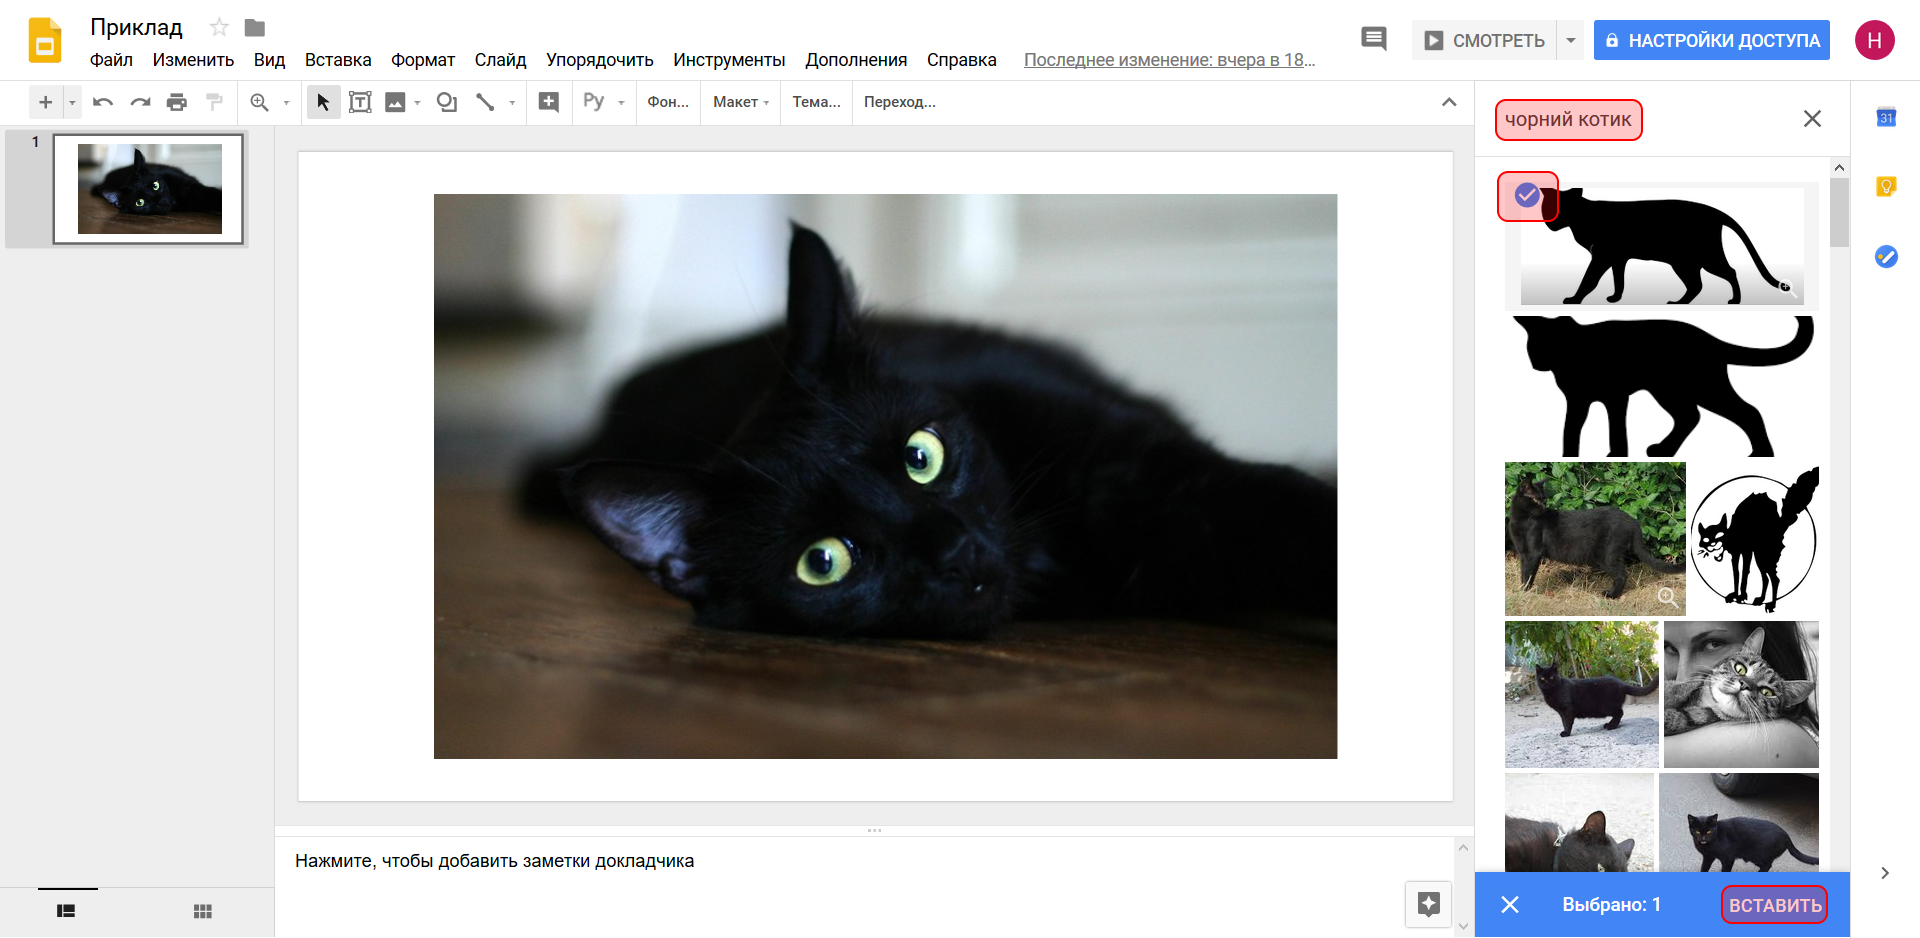 Приклад
Файл Изменить Вид Вставка Формат Слайд Упорядочить Инструменты Дополнения Справка Последнее изменение: вчера в 18...
СМОТРЕТЬ
НАСТРОЙКИ ДОСТУПА
Н
Ру
Фон...
Макет
Тема...
Переход...
чорний котик
31
1
Нажмите, чтобы добавить заметки докладчика
Выбрано: 1
ВСТАВИТЬ